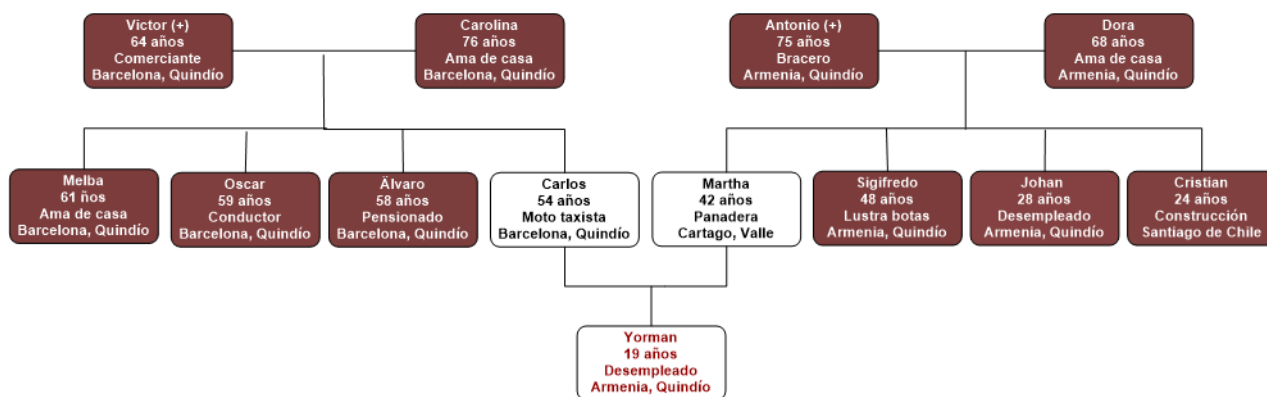 Victor (+)
64 años
Comerciante
Barcelona, Quindío
Carolina
76 años
Ama de casa
Barcelona, Quindío
Antonio (+)
75 años
Bracero
Armenia, Quindío
Dora
68 años
Ama de casa
Armenia, Quindío
Melba
61 ños
Ama de casa
Barcelona, Quindío
Oscar
59 años
Conductor
Barcelona, Quindío
Älvaro
58 años
Pensionado
Barcelona, Quindío
Carlos
54 años
Moto taxista
Barcelona, Quindío
Martha
42 años
Panadera
Cartago, Valle
Sigifredo
48 años
Lustra botas
Armenia, Quindío
Johan
28 años
Desempleado
Armenia, Quindío
Cristian
24 años
Construcción
Santiago de Chile
Yorman
19 años
Desempleado
Armenia, Quindío